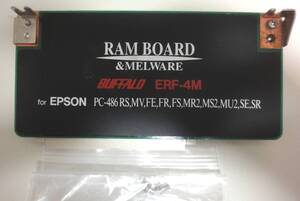 RAM BOARD
& MELWARE
BUFFALO ERF-4M
for EPSON PC-486 RS,MV,FE,FR,FS,MR2,MS2,MU2,SE,SR